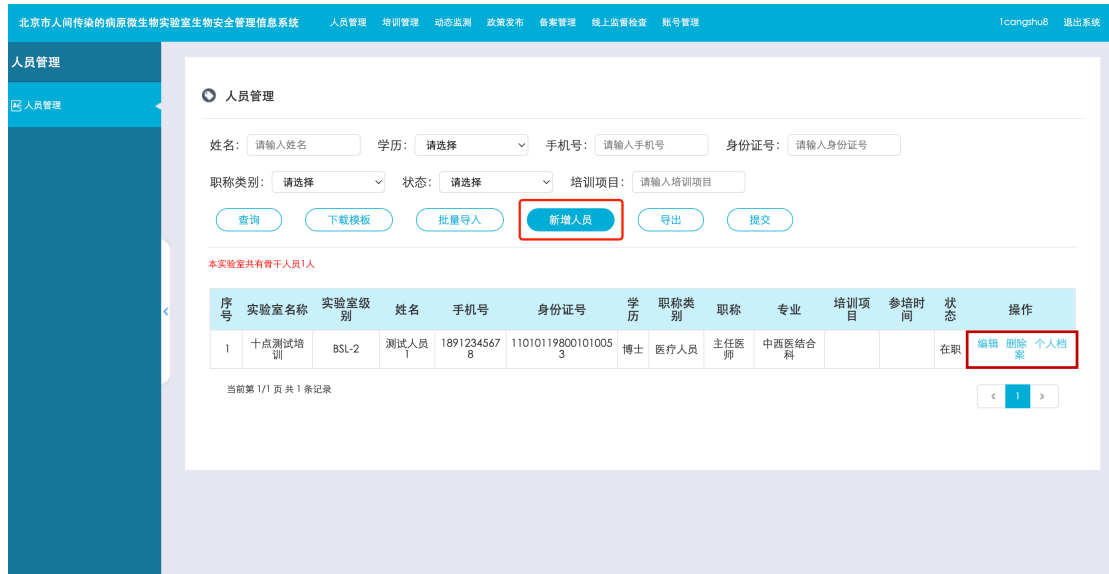 北京市人间传染的病原微生物实验室生物安全管理信息系统 人员管理 培训管理 动态监测 政策发布 备案管理 线上监督检查 账号管理 1cangshu8 退出系统
人员管理
人员管理
人员管理
姓名: 请输入姓名 学历: 请选择 手机号: 请输入手机号 身份证号: 请输入身份证号
职称类别: 请选择 状态: 请选择 培训项目: 请输入培训项目
查询 下载模板 批量导入 新增人员 导出 提交
本实验室共有骨干人员1人
序号 实验室名称 实验室级别 姓名 手机号 身份证号 学历 职称类别 职称 专业 培训项目 参培时间 状态 操作
1 十点测试培训 BSL-2 测试人员1 18912345678 110101198001010053 博士 医疗人员 主任医师 中西医结合科 在职 编辑 删除 个人档案
当前第 1/1 页 共 1 条记录
1